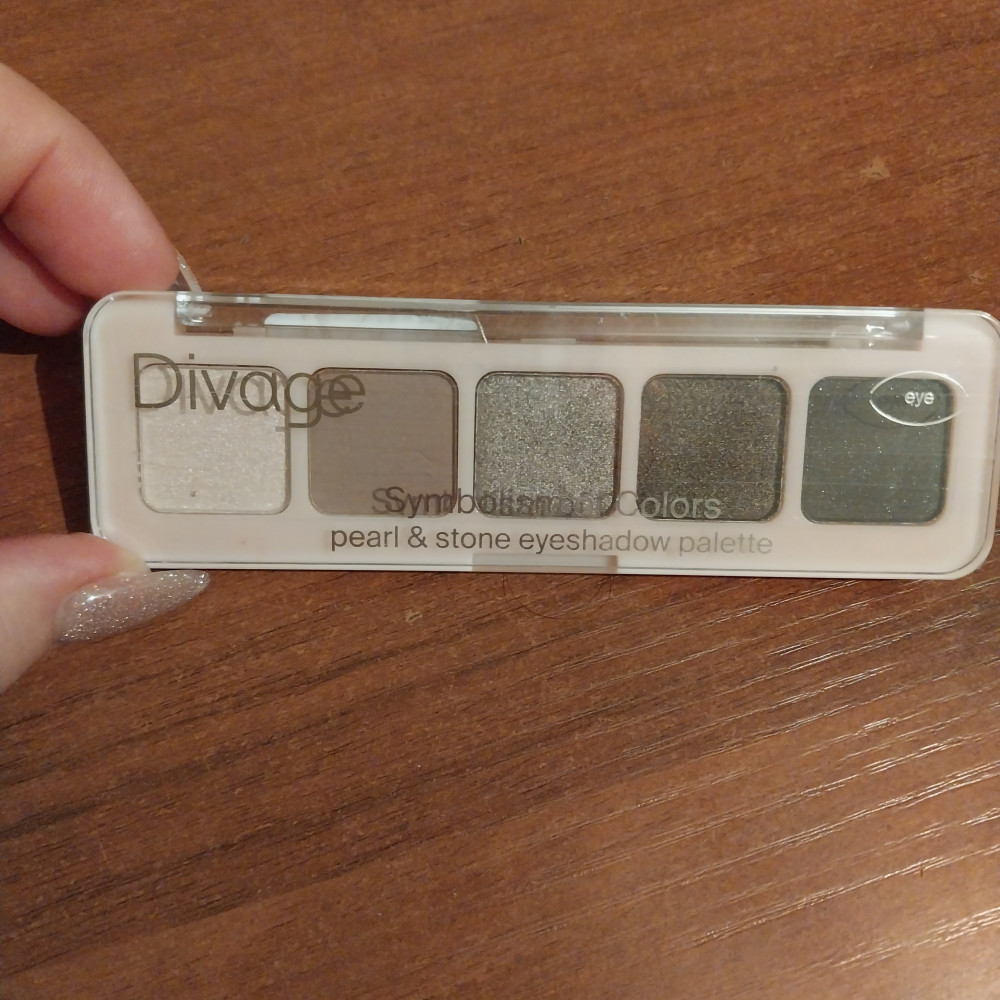 Divage
eye
Symbolism of Colors
pearl & stone eyeshadow palette